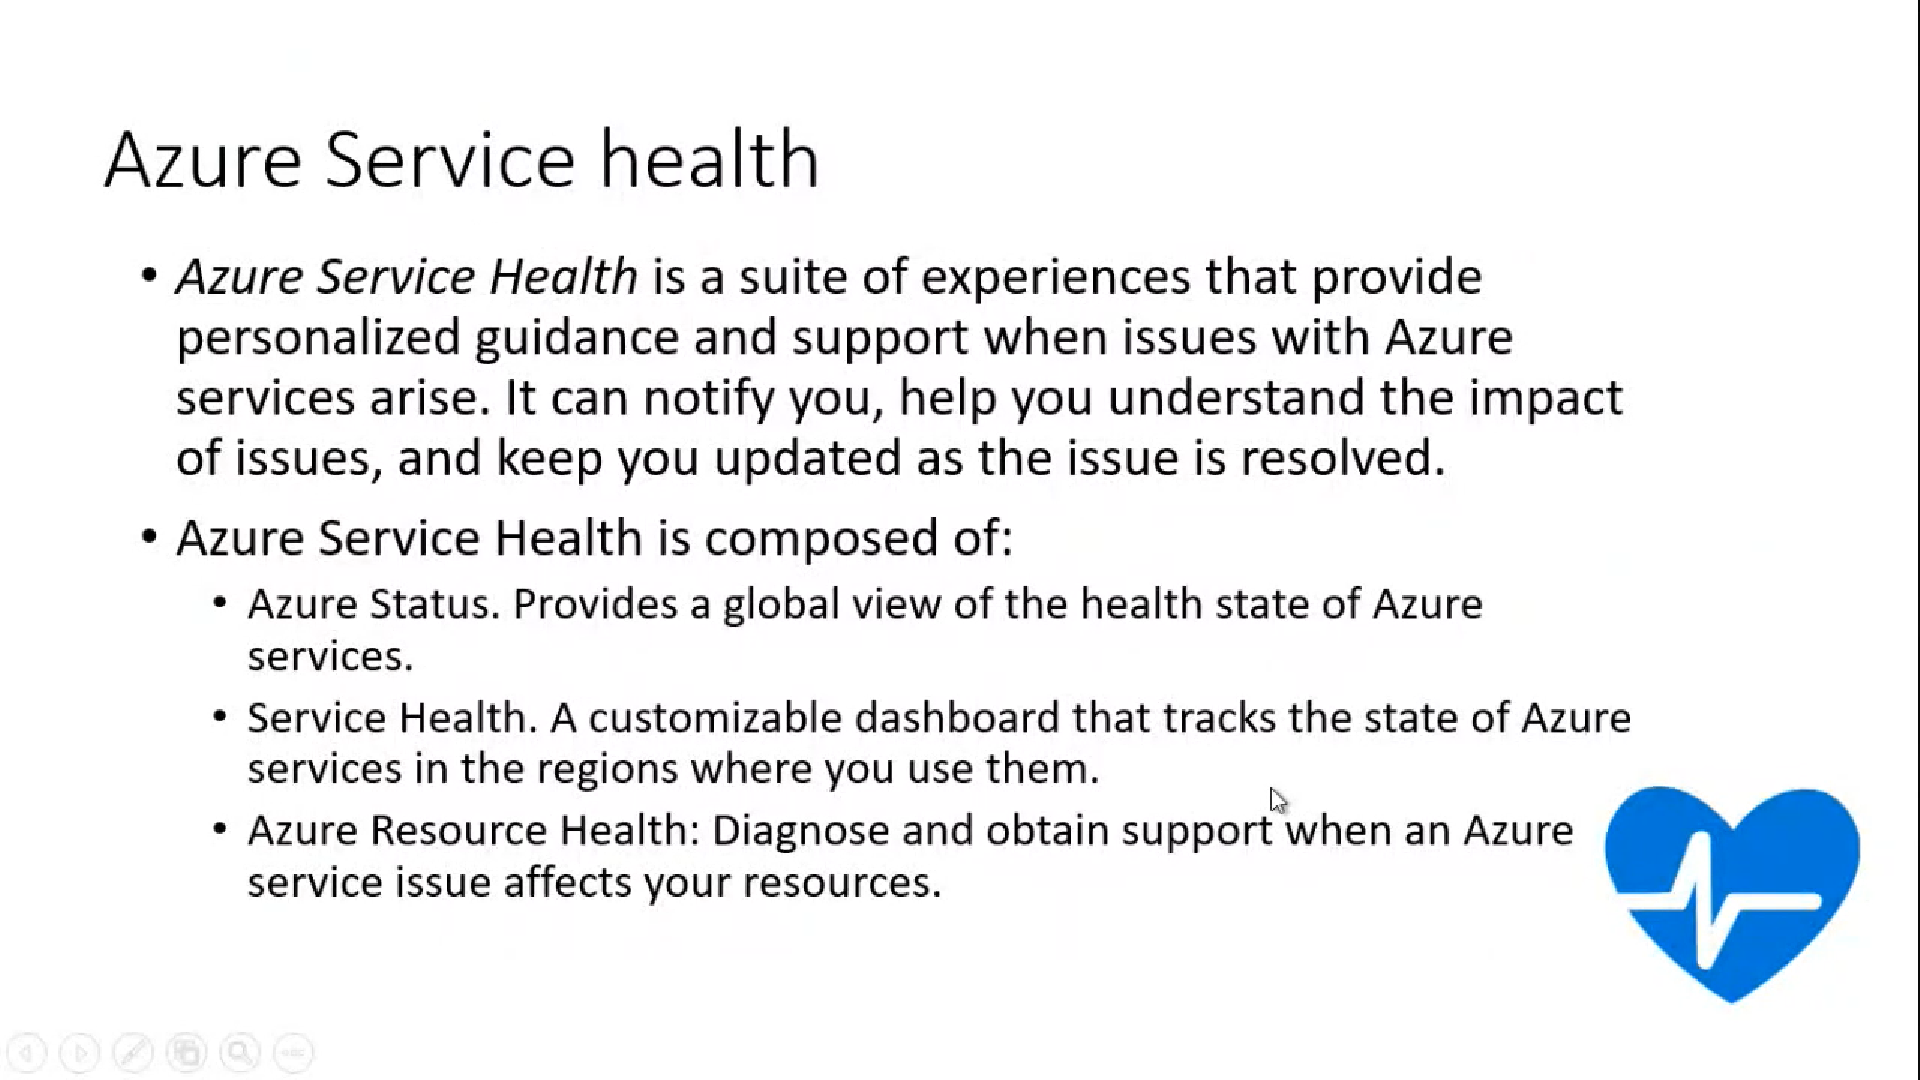 Azure Service health
• Azure Service Health is a suite of experiences that provide
personalized guidance and support when issues with Azure
services arise. It can notify you, help you understand the impact
of issues, and keep you updated as the issue is resolved.
• Azure Service Health is composed of:
• Azure Status. Provides a global view of the health state of Azure
services.
• Service Health. A customizable dashboard that tracks the state of Azure
services in the regions where you use them.
• Azure Resource Health: Diagnose and obtain support when an Azure
service issue affects your resources.